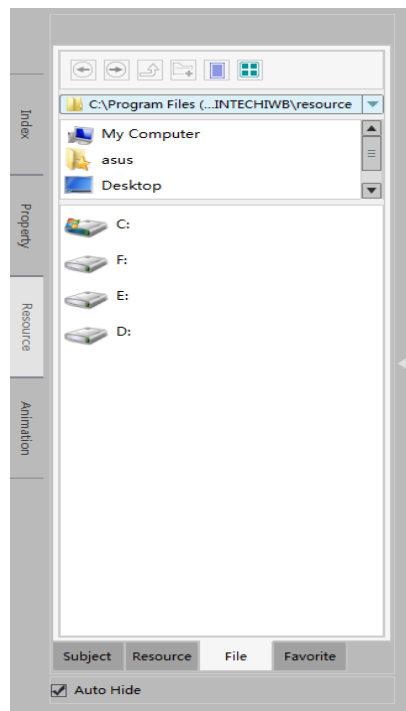 C:\Program Files (...INTECHIWB\resource
My Computer
asus
Desktop
C:
F:
E:
D:
Index
Property
Resource
Animation
Subject Resource File Favorite
Auto Hide